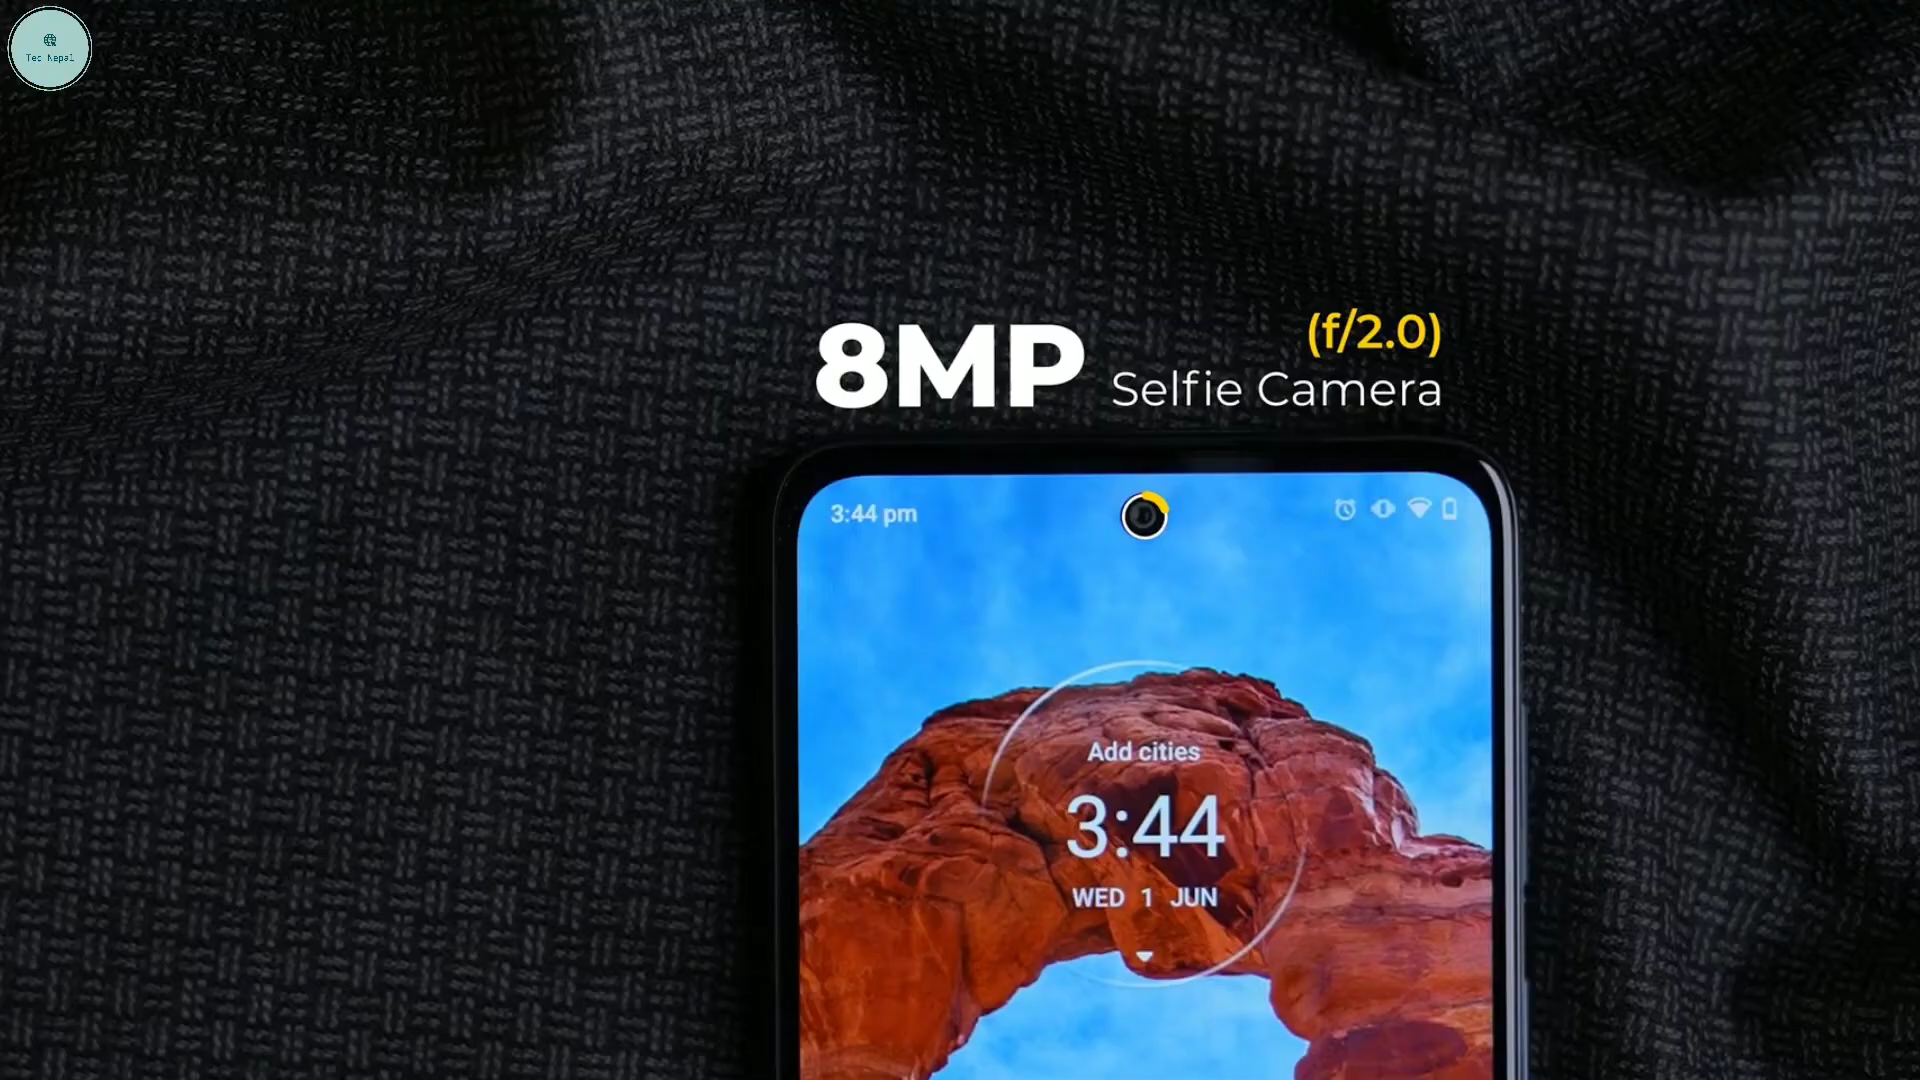 Tec Nepal
(f/2.0)
8MP Selfie Camera
3:44 pm
Add cities
3:44
WED 1 JUN